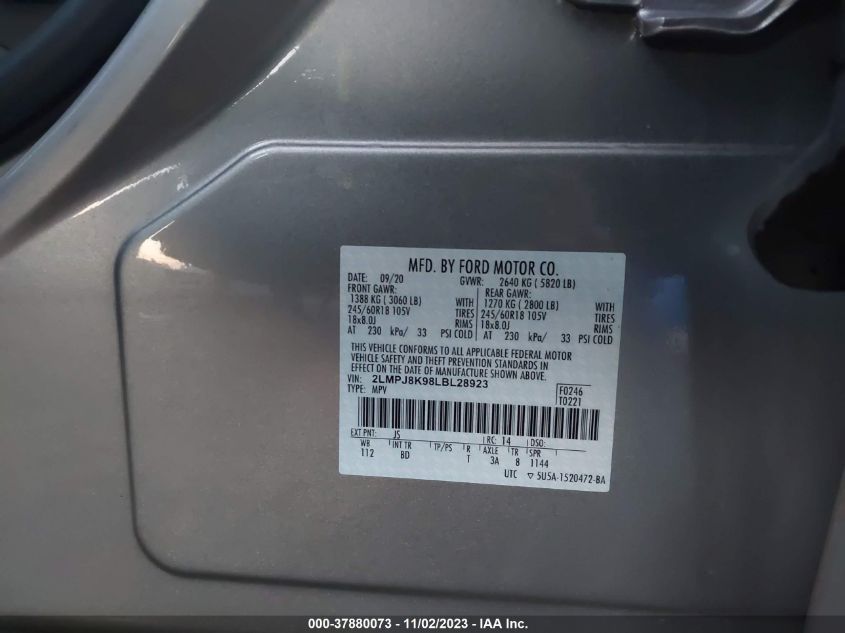 MFD. BY FORD MOTOR CO.
DATE: 09/20 GVWR: 2640 KG ( 5820 LB)
FRONT GAWR: REAR GAWR:
1388 KG ( 3060 LB) WITH 1270 KG ( 2800 LB) WITH
245/60R18 105V TIRES 245/60R18 105V TIRES
18x8.0J RIMS 18x8.0J RIMS
AT 230 kPa/ 33 PSI COLD AT 230 kPa/ 33 PSI COLD
THIS VEHICLE CONFORMS TO ALL APPLICABLE FEDERAL MOTOR
VEHICLE SAFETY AND THEFT PREVENTION STANDARDS IN
EFFECT ON THE DATE OF MANUFACTURE SHOWN ABOVE.
VIN: 2LMPJ8K98LBL28923 F0246
TYPE: MPV T0221
EXT PNT: JS RC: 14 DSO:
WB INT TR TP/PS R AXLE TR SPR
112 BD T 3A 8 1144
UTC ▽ 5U5A-1520472-BA
000-37880073 - 11/02/2023 - IAA Inc.